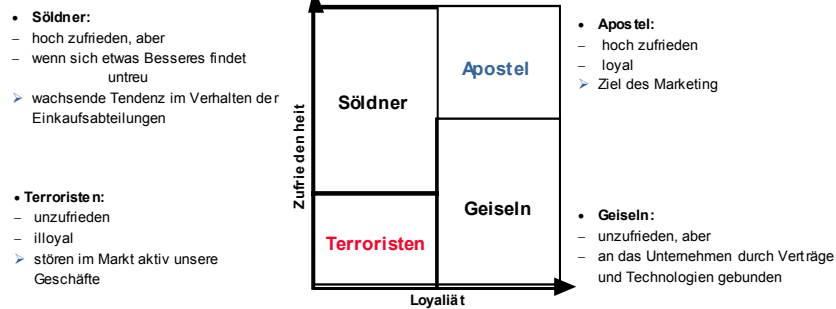 • Söldner:
– hoch zufrieden, aber
– wenn sich etwas Besseres findet
untreu
➢ wachsende Tendenz im Verhalten der
Einkaufsabteilungen
• Terroristen:
– unzufrieden
– illoyal
➢ stören im Markt aktiv unsere
Geschäfte
Zufriedenheit
Söldner
Apostel
Terroristen
Geiseln
Loyaliät
• Apostel:
– hoch zufrieden
– loyal
➢ Ziel des Marketing
• Geiseln:
– unzufrieden, aber
– an das Unternehmen durch Verträge
und Technologien gebunden